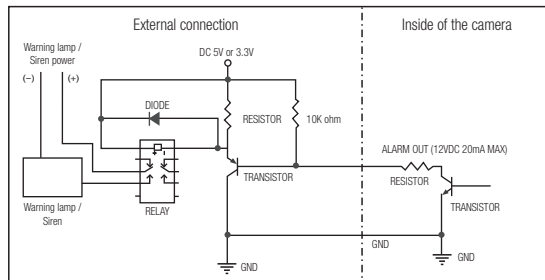 External connection
Inside of the camera
Warning lamp /
Siren power
(−)
(+)
DC 5V or 3.3V
DIODE
RESISTOR
10K ohm
ALARM OUT (12VDC 20mA MAX)
RESISTOR
TRANSISTOR
TRANSISTOR
Warning lamp /
Siren
RELAY
GND
GND
GND